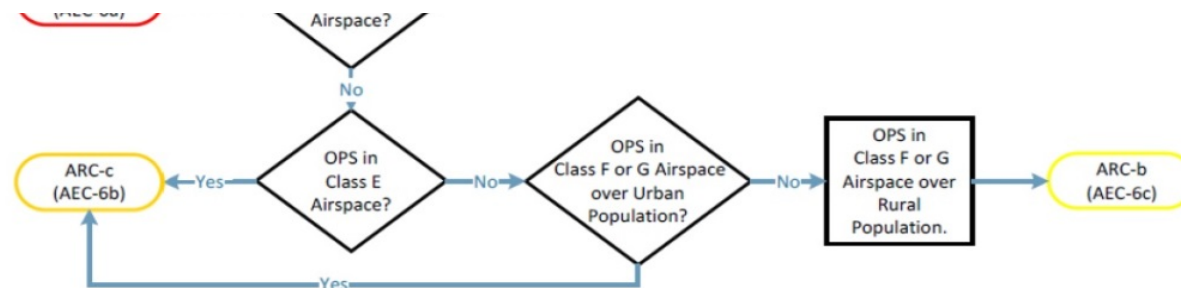 Airspace?
No
ARC-c
(AEC-6b)
Yes
OPS in
Class E
Airspace?
No
OPS in
Class F or G Airspace
over Urban
Population?
No
OPS in
Class F or G
Airspace over
Rural
Population.
ARC-b
(AEC-6c)
Yes